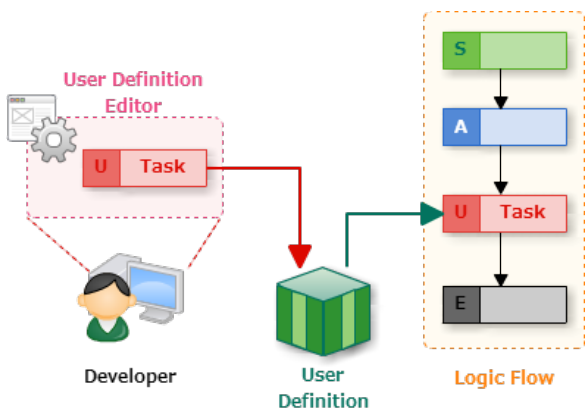 User Definition
Editor
U Task
Developer
User
Definition
S
A
U Task
E
Logic Flow